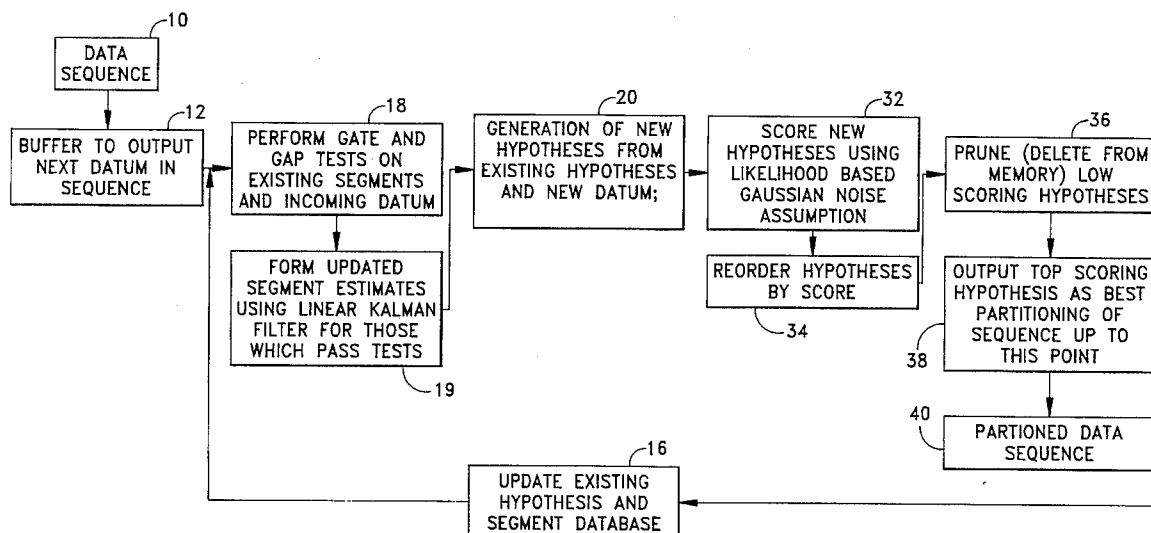 10
DATA
SEQUENCE
12
BUFFER TO OUTPUT
NEXT DATUM IN
SEQUENCE
18
PERFORM GATE AND
GAP TESTS ON
EXISTING SEGMENTS
AND INCOMING DATUM
FORM UPDATED
SEGMENT ESTIMATES
USING LINEAR KALMAN
FILTER FOR THOSE
WHICH PASS TESTS
19
20
GENERATION OF NEW
HYPOTHESES FROM
EXISTING HYPOTHESES
AND NEW DATUM;
32
SCORE NEW
HYPOTHESES USING
LIKELIHOOD BASED
GAUSSIAN NOISE
ASSUMPTION
REORDER HYPOTHESES
BY SCORE
34
36
PRUNE (DELETE FROM
MEMORY) LOW
SCORING HYPOTHESES
OUTPUT TOP SCORING
HYPOTHESIS AS BEST
PARTITIONING OF
SEQUENCE UP TO
THIS POINT
38
40
PARTIONED DATA
SEQUENCE
16
UPDATE EXISTING
HYPOTHESIS AND
SEGMENT DATABASE